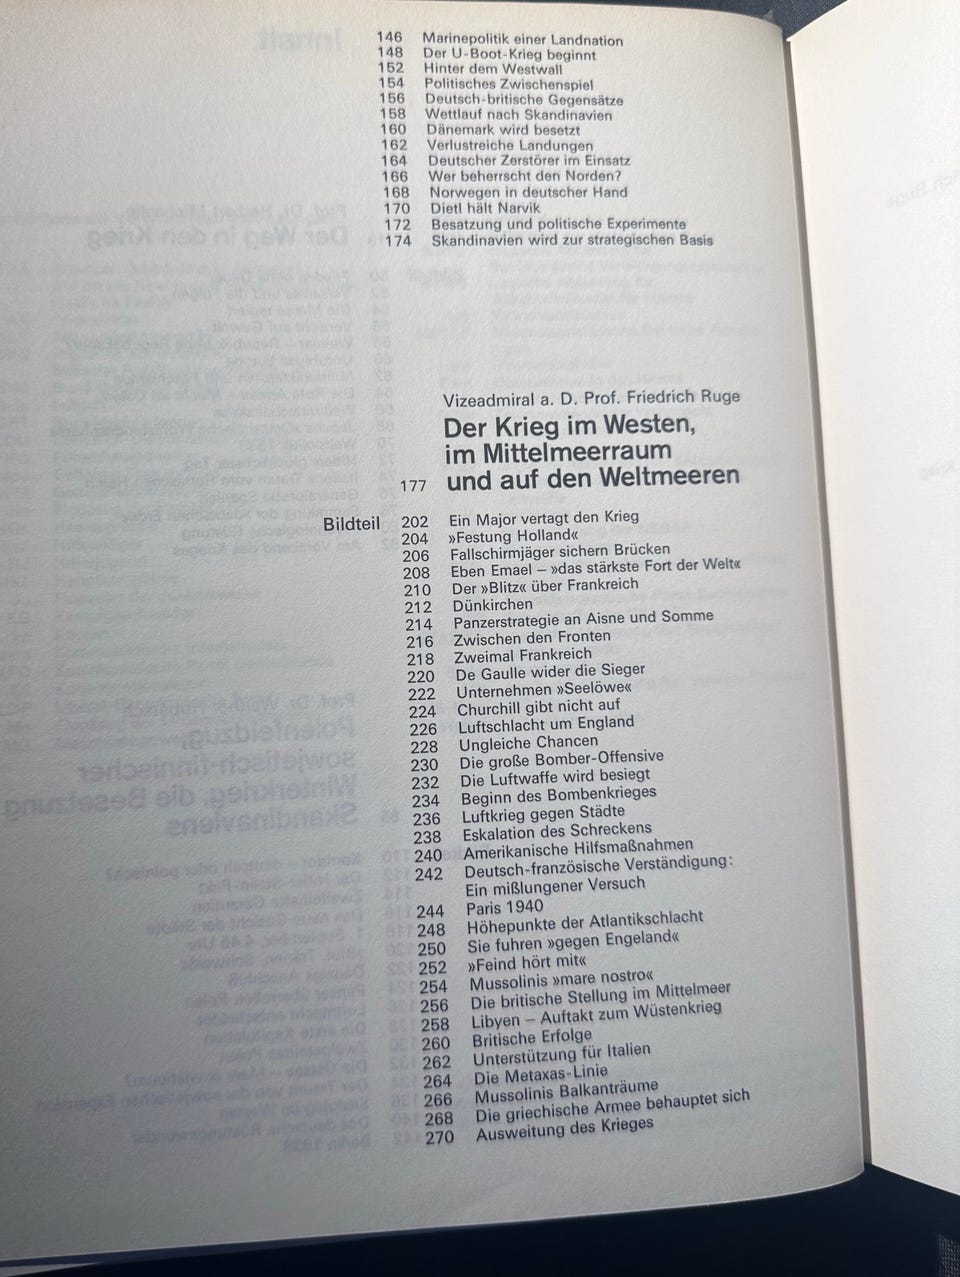 146 Marinepolitik einer Landnation
148 Der U-Boot-Krieg beginnt
152 Hinter dem Westwall
154 Politisches Zwischenspiel
156 Deutsch-britische Gegensätze
158 Wettlauf nach Skandinavien
160 Dänemark wird besetzt
162 Verlustreiche Landungen
164 Deutscher Zerstörer im Einsatz
166 Wer beherrscht den Norden?
168 Norwegen in deutscher Hand
170 Dietl hält Narvik
172 Besatzung und politische Experimente
174 Skandinavien wird zur strategischen Basis
Vizeadmiral a. D. Prof. Friedrich Ruge
Der Krieg im Westen,
im Mittelmeerraum
177 und auf den Weltmeeren
Bildteil 202 Ein Major vertagt den Krieg
204 »Festung Holland«
206 Fallschirmjäger sichern Brücken
208 Eben Emael – »das stärkste Fort der Welt«
210 Der »Blitz« über Frankreich
212 Dünkirchen
214 Panzerstrategie an Aisne und Somme
216 Zwischen den Fronten
218 Zweimal Frankreich
220 De Gaulle wider die Sieger
222 Unternehmen »Seelöwe«
224 Churchill gibt nicht auf
226 Luftschlacht um England
228 Ungleiche Chancen
230 Die große Bomber-Offensive
232 Die Luftwaffe wird besiegt
234 Beginn des Bombenkrieges
236 Luftkrieg gegen Städte
238 Eskalation des Schreckens
240 Amerikanische Hilfsmaßnahmen
242 Deutsch-französische Verständigung:
Ein mißlungener Versuch
244 Paris 1940
248 Höhepunkte der Atlantikschlacht
250 Sie fuhren »gegen Engeland«
252 »Feind hört mit«
254 Mussolinis »mare nostro«
256 Die britische Stellung im Mittelmeer
258 Libyen – Auftakt zum Wüstenkrieg
260 Britische Erfolge
262 Unterstützung für Italien
264 Die Metaxas-Linie
266 Mussolinis Balkanträume
268 Die griechische Armee behauptet sich
270 Ausweitung des Krieges